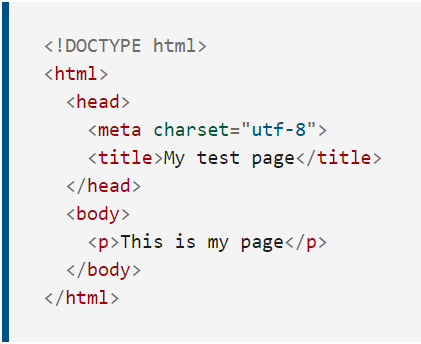 <!DOCTYPE html>
<html>
  <head>
    <meta charset="utf-8">
    <title>My test page</title>
  </head>
  <body>
    <p>This is my page</p>
  </body>
</html>